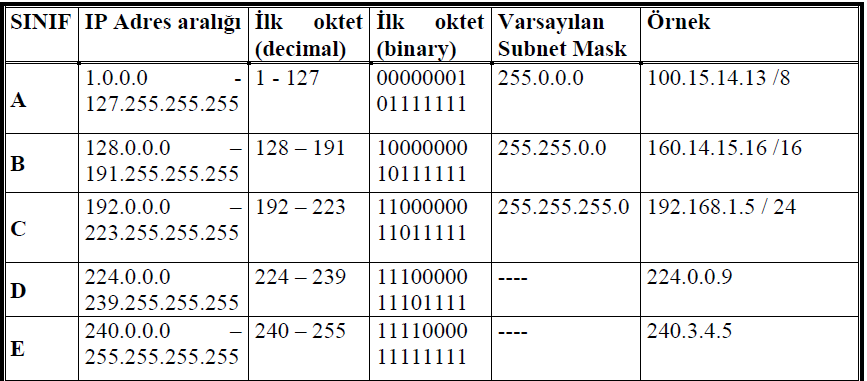 SINIF IP Adres aralığı İlk oktet (decimal) İlk oktet (binary) Varsayılan Subnet Mask Örnek
A 1.0.0.0 - 127.255.255.255 1 - 127 00000001 01111111 255.0.0.0 100.15.14.13 /8
B 128.0.0.0 – 191.255.255.255 128 – 191 10000000 10111111 255.255.0.0 160.14.15.16 /16
C 192.0.0.0 – 223.255.255.255 192 – 223 11000000 11011111 255.255.255.0 192.168.1.5 / 24
D 224.0.0.0 239.255.255.255 224 – 239 11100000 11101111 ---- 224.0.0.9
E 240.0.0.0 – 255.255.255.255 240 – 255 11110000 11111111 ---- 240.3.4.5